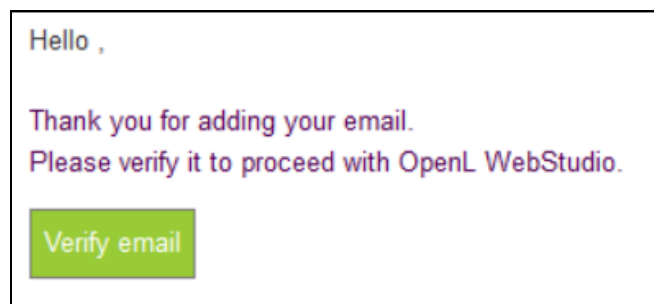 Hello ,
Thank you for adding your email.
Please verify it to proceed with OpenL WebStudio.
Verify email